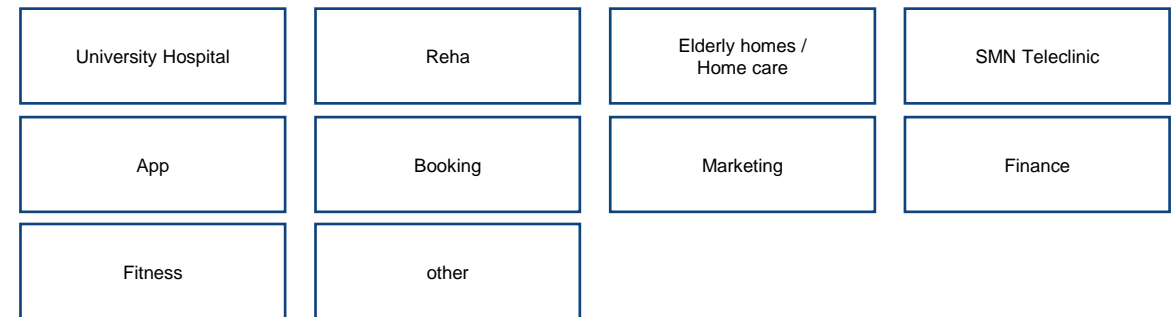 University Hospital
Reha
Elderly homes /
Home care
SMN Teleclinic
App
Booking
Marketing
Finance
Fitness
other